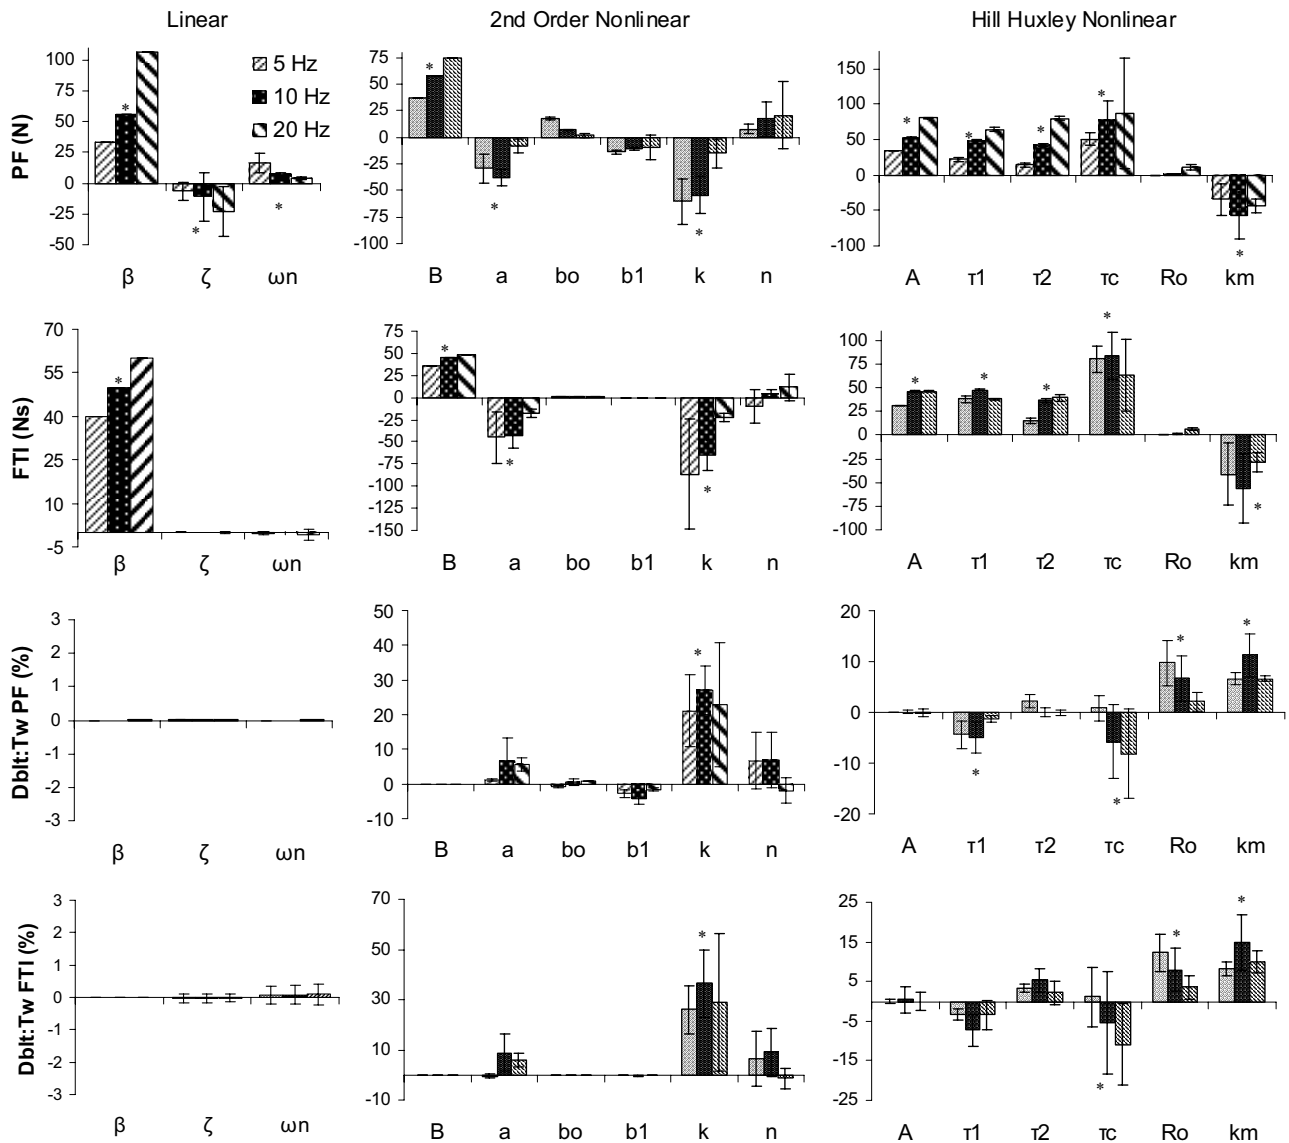 Linear
2nd Order Nonlinear
Hill Huxley Nonlinear
PF (N)
100
75
50
25
0
-25
-50
5 Hz
10 Hz
20 Hz
* * *
β ζ ωn
75
50
25
0
-25
-50
-75
-100
* * *
B a bo b1 k n
150
100
50
0
-50
-100
* * * * *
A τ1 τ2 τc Ro km
FTI (Ns)
70
55
40
25
10
-5
*
β ζ ωn
75
50
25
0
-25
-50
-75
-100
-125
-150
* * *
B a bo b1 k n
100
75
50
25
0
-25
-50
-75
-100
* * * * *
A τ1 τ2 τc Ro km
Dblt:Tw PF (%)
3
2
1
0
-1
-2
-3
β ζ ωn
50
40
30
20
10
0
-10
*
B a bo b1 k n
20
10
0
-10
-20
* * * *
A τ1 τ2 τc Ro km
Dblt:Tw FTI (%)
3
2
1
0
-1
-2
-3
β ζ ωn
70
30
10
-10
50
*
B a bo b1 k n
25
15
5
-5
-15
-25
* * *
A τ1 τ2 τc Ro km